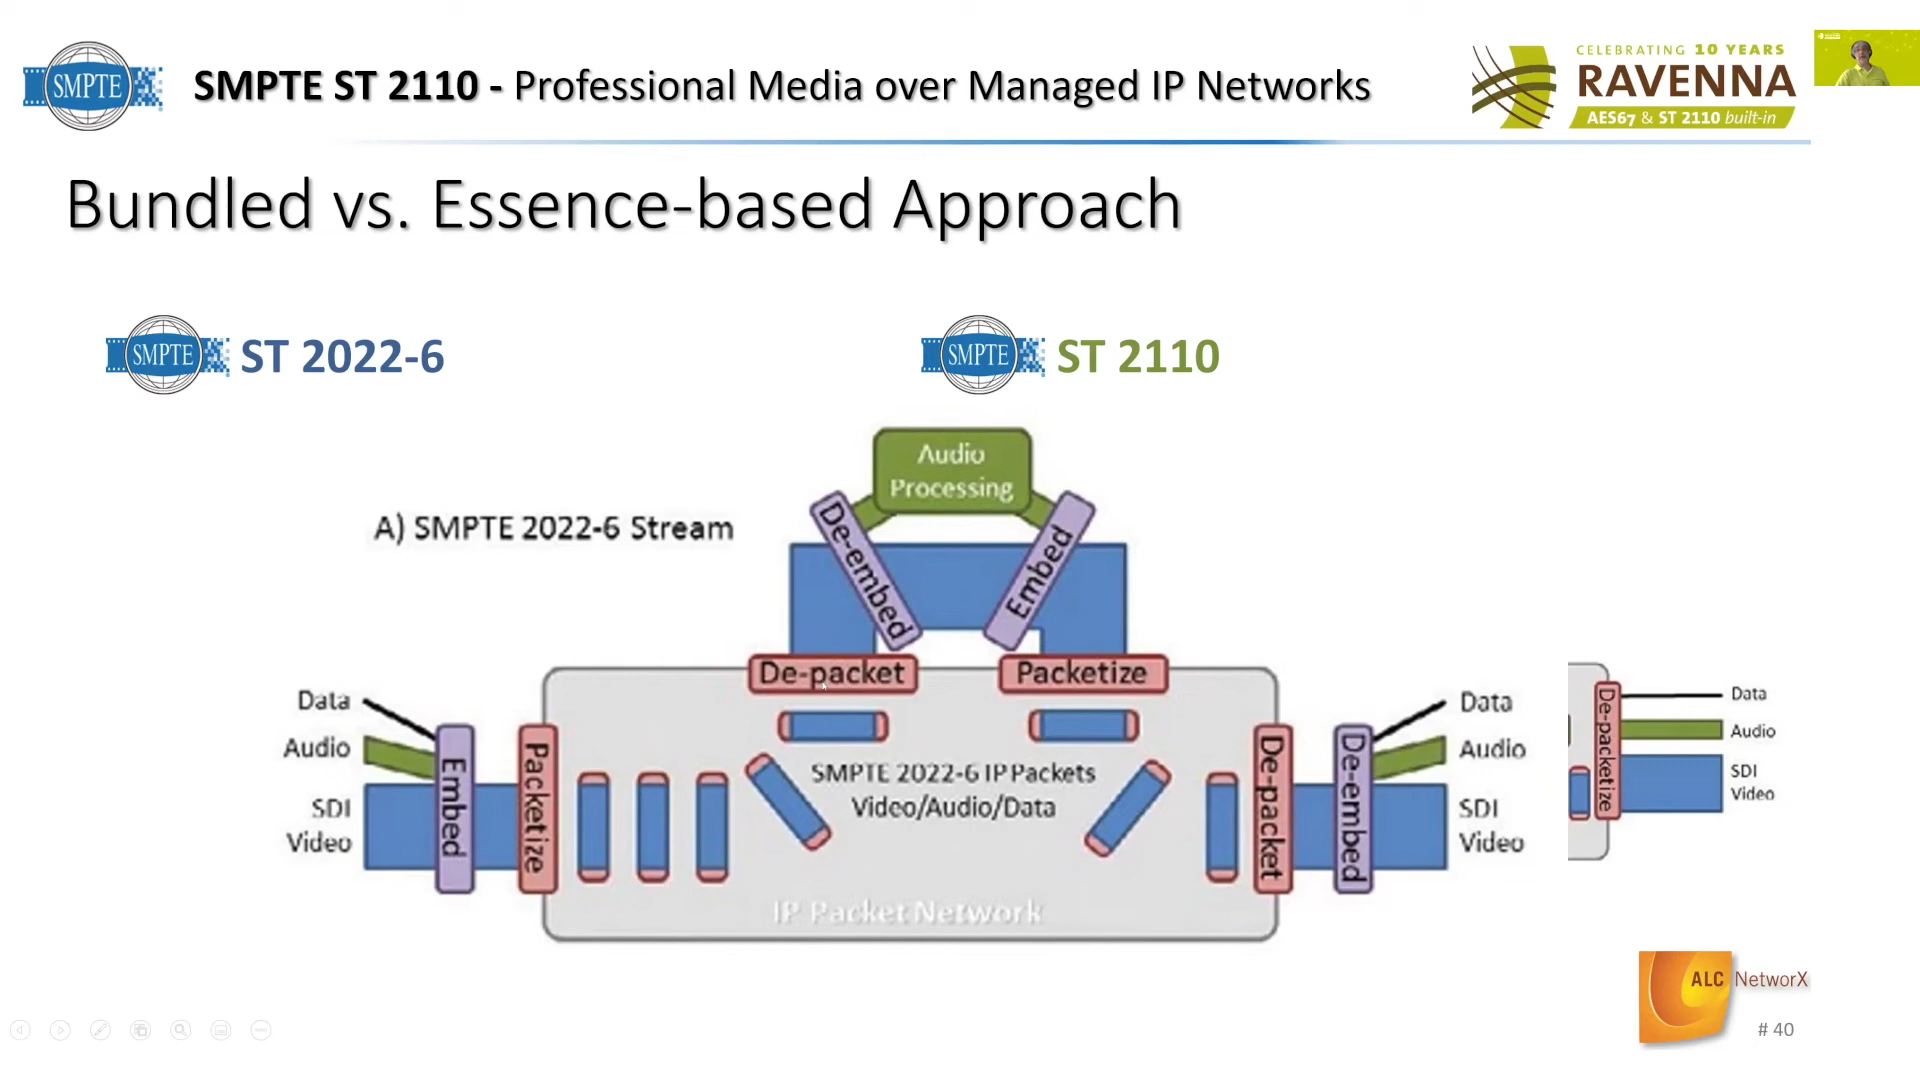 SMPTE
SMPTE ST 2110 - Professional Media over Managed IP Networks
CELEBRATING 10 YEARS
RAVENNA
AES67 & ST 2110 built-in
Bundled vs. Essence-based Approach
SMPTE
ST 2022-6
SMPTE
ST 2110
Audio
Processing
A) SMPTE 2022-6 Stream
De-embed
Embed
De-packet
Packetize
Data
Audio
SDI
Video
Embed
Packetize
SMPTE 2022-6 IP Packets
Video/Audio/Data
IP Packet Network
De-packet
De-embed
Data
Audio
SDI
Video
De-packetize
Data
Audio
SDI
Video
ALC NetworX
# 40